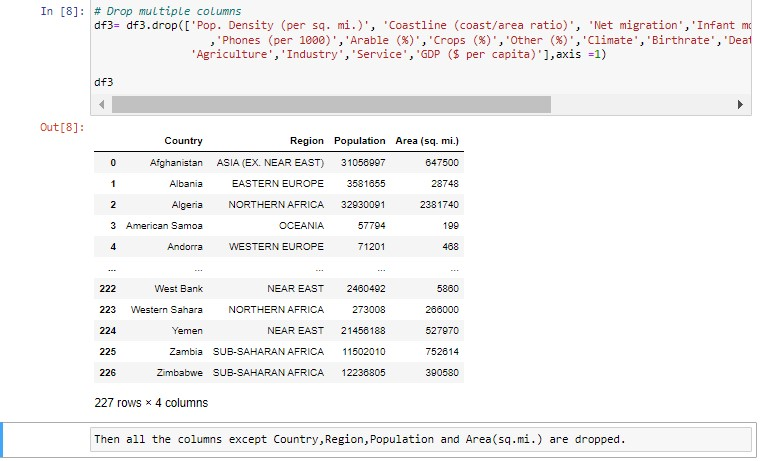 In [8]: # Drop multiple columns
df3= df3.drop(['Pop. Density (per sq. mi.)', 'Coastline (coast/area ratio)', 'Net migration','Infant
,'Phones (per 1000)','Arable (%)','Crops (%)','Other (%)','Climate','Birthrate',
'Agriculture','Industry','Service','GDP ($ per capita)'],axis =1)
df3
Out[8]:
Country Region Population Area (sq. mi.)
0 Afghanistan ASIA (EX. NEAR EAST) 31056997 647500
1 Albania EASTERN EUROPE 3581655 28748
2 Algeria NORTHERN AFRICA 32930091 2381740
3 American Samoa OCEANIA 57794 199
4 Andorra WESTERN EUROPE 71201 468
... ... ... ... ...
222 West Bank NEAR EAST 2460492 5860
223 Western Sahara NORTHERN AFRICA 273008 266000
224 Yemen NEAR EAST 21456188 527970
225 Zambia SUB-SAHARAN AFRICA 11502010 752614
226 Zimbabwe SUB-SAHARAN AFRICA 12236805 390580
227 rows × 4 columns
Then all the columns except Country,Region,Population and Area(sq.mi.) are dropped.